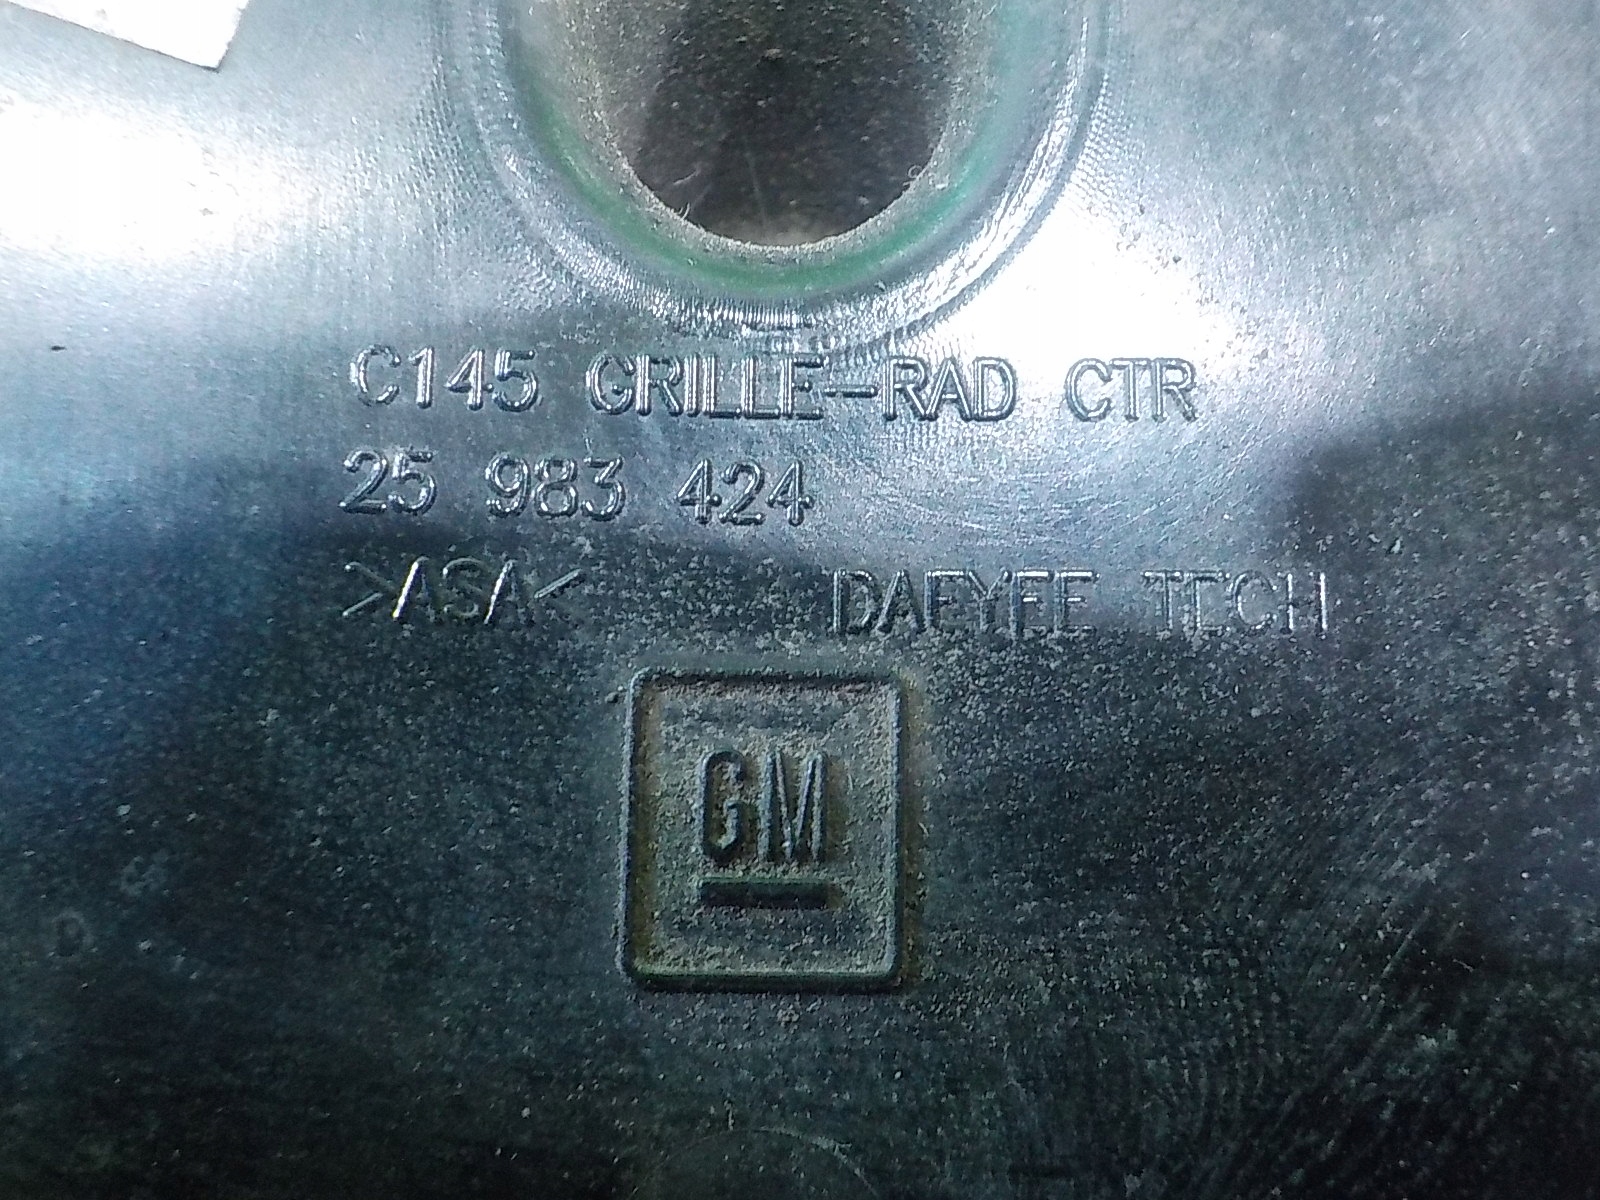 C145 GRILLE-RAD CTR
25 983 424
>ASA< DAEYEE TECH
GM